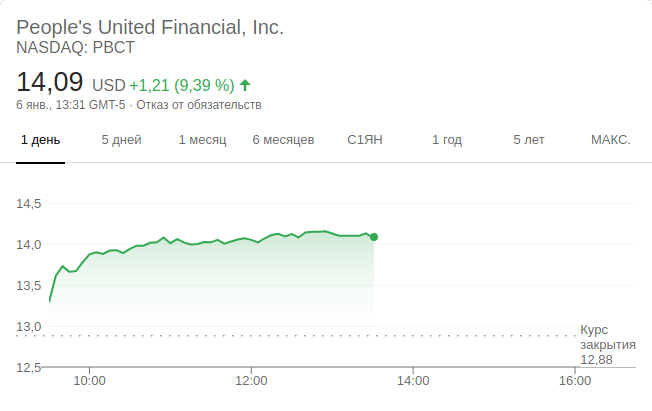 People's United Financial, Inc.
NASDAQ: PBCT
14,09 USD +1,21 (9,39 %)
6 янв., 13:31 GMT-5 · Отказ от обязательств
1 день 5 дней 1 месяц 6 месяцев С1ЯН 1 год 5 лет МАКС.
14,5
14,0
13,5
13,0
Курс
закрытия
12,88
12,5
10:00 12:00 14:00 16:00